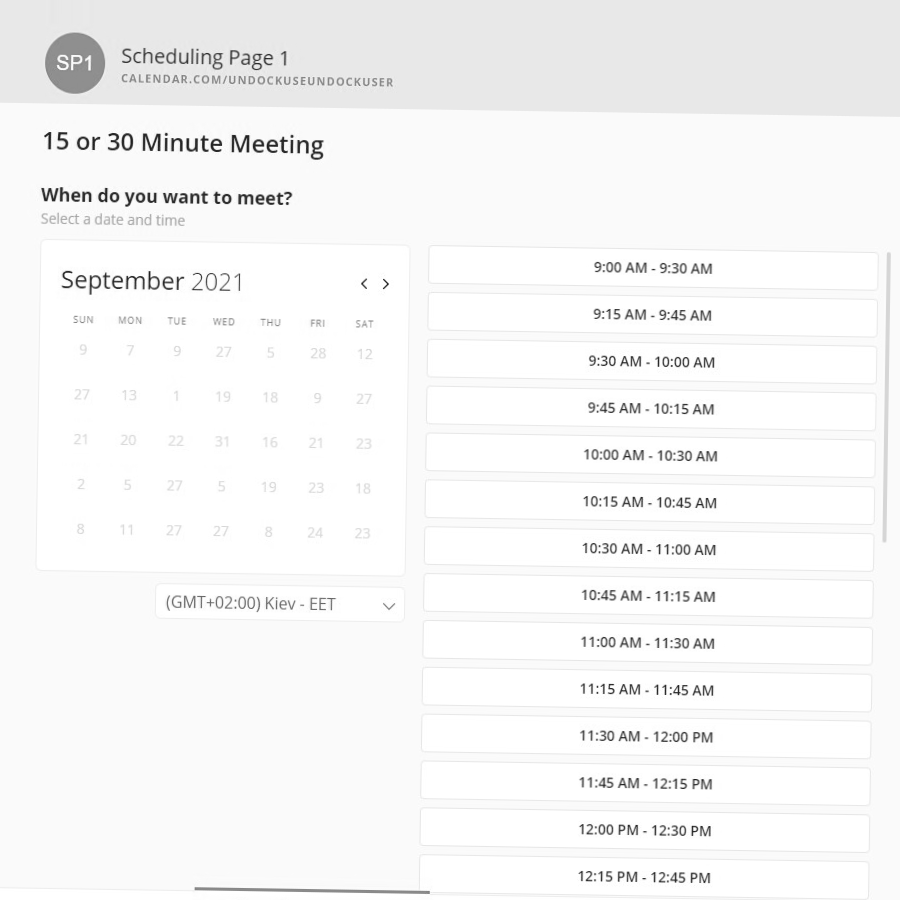 SP1
Scheduling Page 1
CALENDAR.COM/UNDOCKUSEUNDOCKUSER
15 or 30 Minute Meeting
When do you want to meet?
Select a date and time
September 2021
SUN MON TUE WED THU FRI SAT
9 7 9 27 5 28 12
27 13 1 19 18 9 27
21 20 22 31 16 21 23
2 5 27 5 19 23 18
8 11 27 27 8 24 23
(GMT+02:00) Kiev - EET
9:00 AM - 9:30 AM
9:15 AM - 9:45 AM
9:30 AM - 10:00 AM
9:45 AM - 10:15 AM
10:00 AM - 10:30 AM
10:15 AM - 10:45 AM
10:30 AM - 11:00 AM
10:45 AM - 11:15 AM
11:00 AM - 11:30 AM
11:15 AM - 11:45 AM
11:30 AM - 12:00 PM
11:45 AM - 12:15 PM
12:00 PM - 12:30 PM
12:15 PM - 12:45 PM